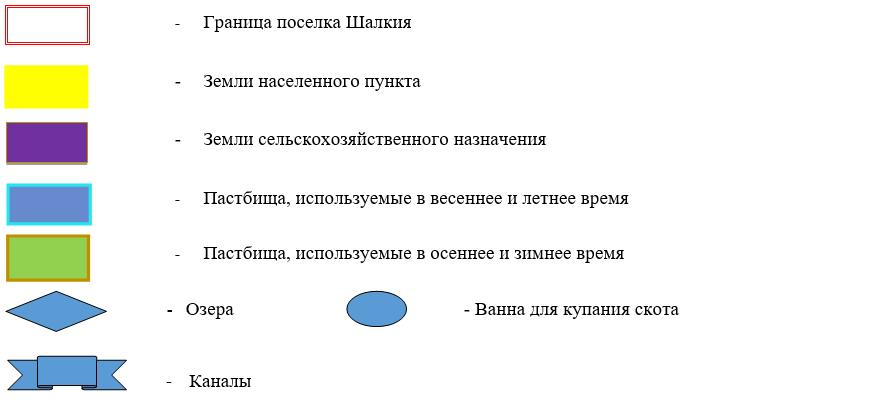 - Граница поселка Шалкия
- Земли населенного пункта
- Земли сельскохозяйственного назначения
- Пастбища, используемые в весеннее и летнее время
- Пастбища, используемые в осеннее и зимнее время
- Озера - Ванна для купания скота
- Каналы